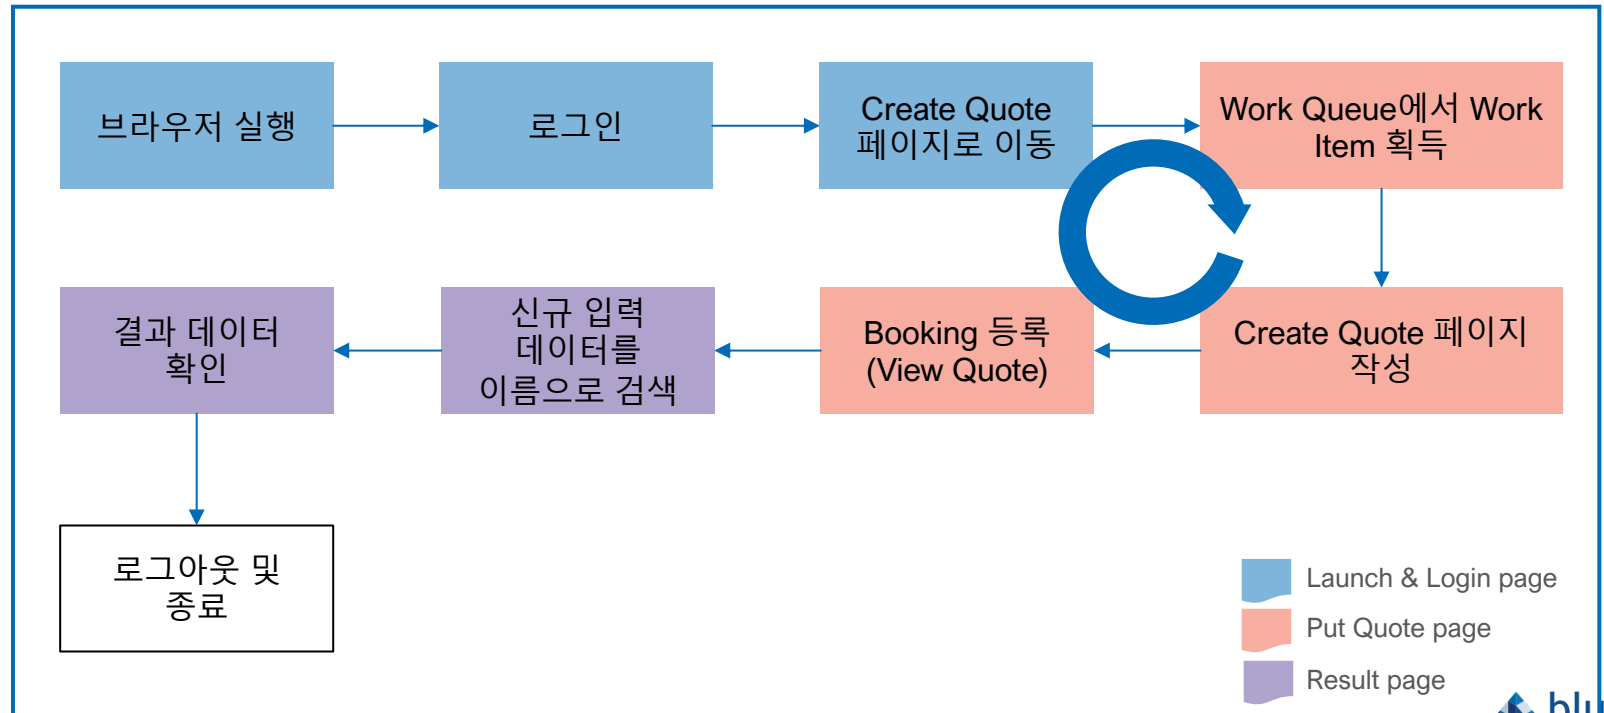 브라우저 실행
로그인
Create Quote
페이지로 이동
Work Queue에서 Work
Item 획득
결과 데이터
확인
신규 입력
데이터를
이름으로 검색
Booking 등록
(View Quote)
Create Quote 페이지
작성
로그아웃 및
종료
Launch & Login page
Put Quote page
Result page